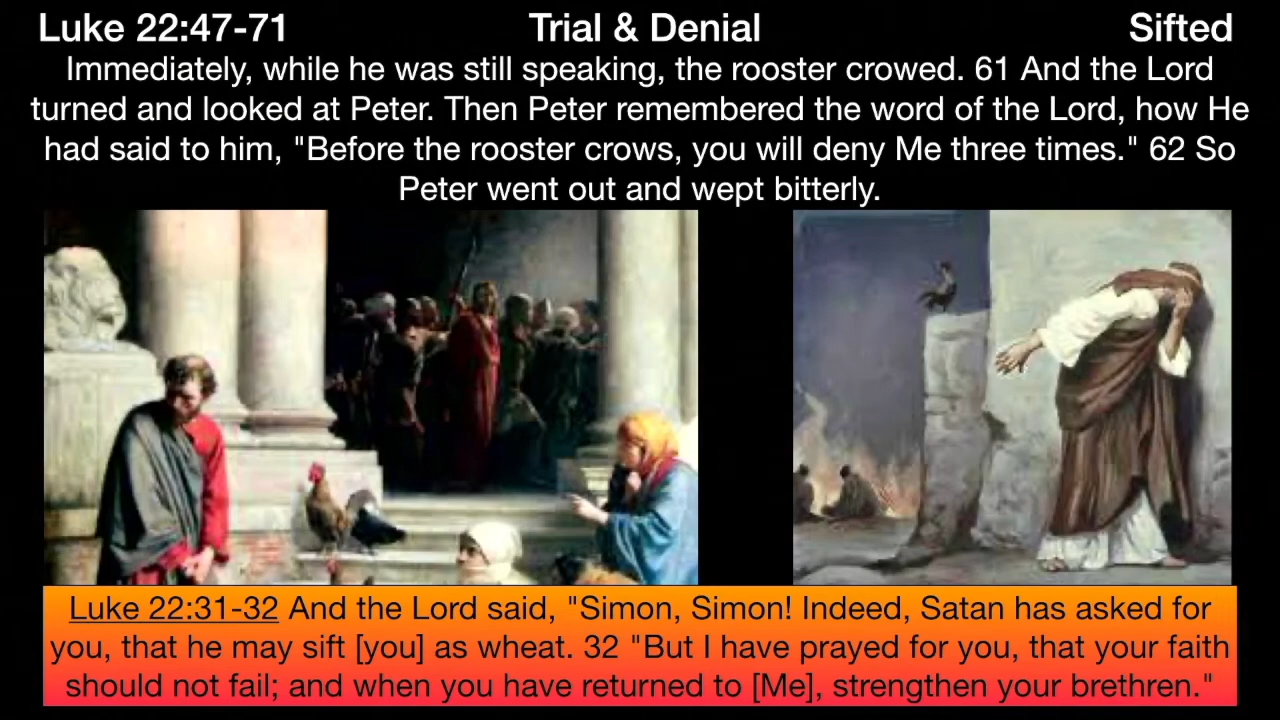 Luke 22:47-71 Trial & Denial Sifted
Immediately, while he was still speaking, the rooster crowed. 61 And the Lord
turned and looked at Peter. Then Peter remembered the word of the Lord, how He
had said to him, "Before the rooster crows, you will deny Me three times." 62 So
Peter went out and wept bitterly.
Luke 22:31-32 And the Lord said, "Simon, Simon! Indeed, Satan has asked for
you, that he may sift [you] as wheat. 32 "But I have prayed for you, that your faith
should not fail; and when you have returned to [Me], strengthen your brethren."